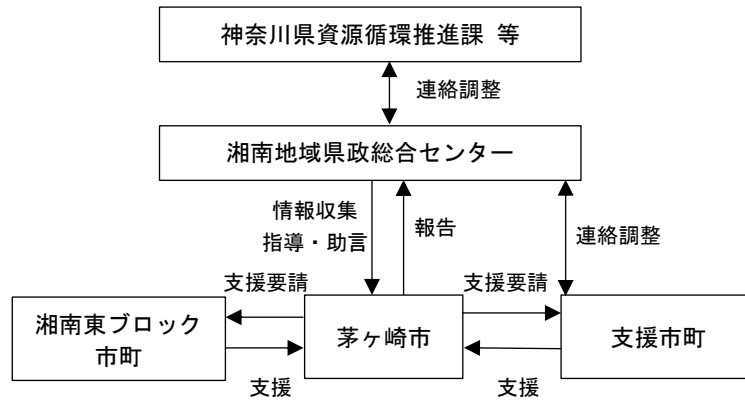 神奈川県資源循環推進課 等
連絡調整
湘南地域県政総合センター
情報収集
指導・助言
報告
連絡調整
支援要請
支援要請
湘南東ブロック
市町
茅ヶ崎市
支援市町
支援
支援